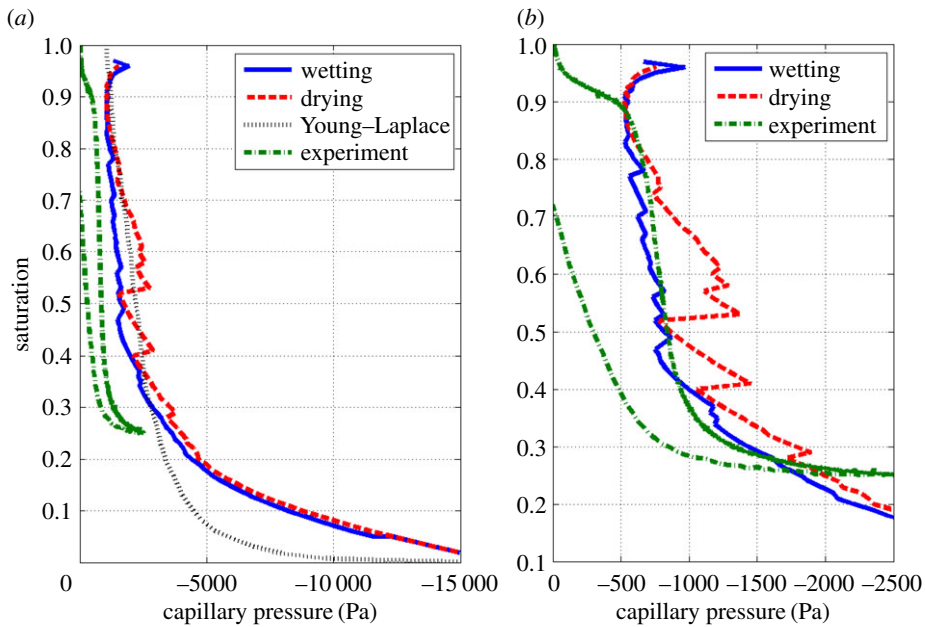 (a)
1.0
0.9
0.8
0.7
0.6
0.5
0.4
0.3
0.2
0.1
saturation
wetting
drying
Young–Laplace
experiment
0 –5000 –10 000 –15 000
capillary pressure (Pa)
(b)
1.0
0.9
0.8
0.7
0.6
0.5
0.4
0.3
0.2
0.1
wetting
drying
experiment
0 –500 –1000 –1500 –2000 –2500
capillary pressure (Pa)